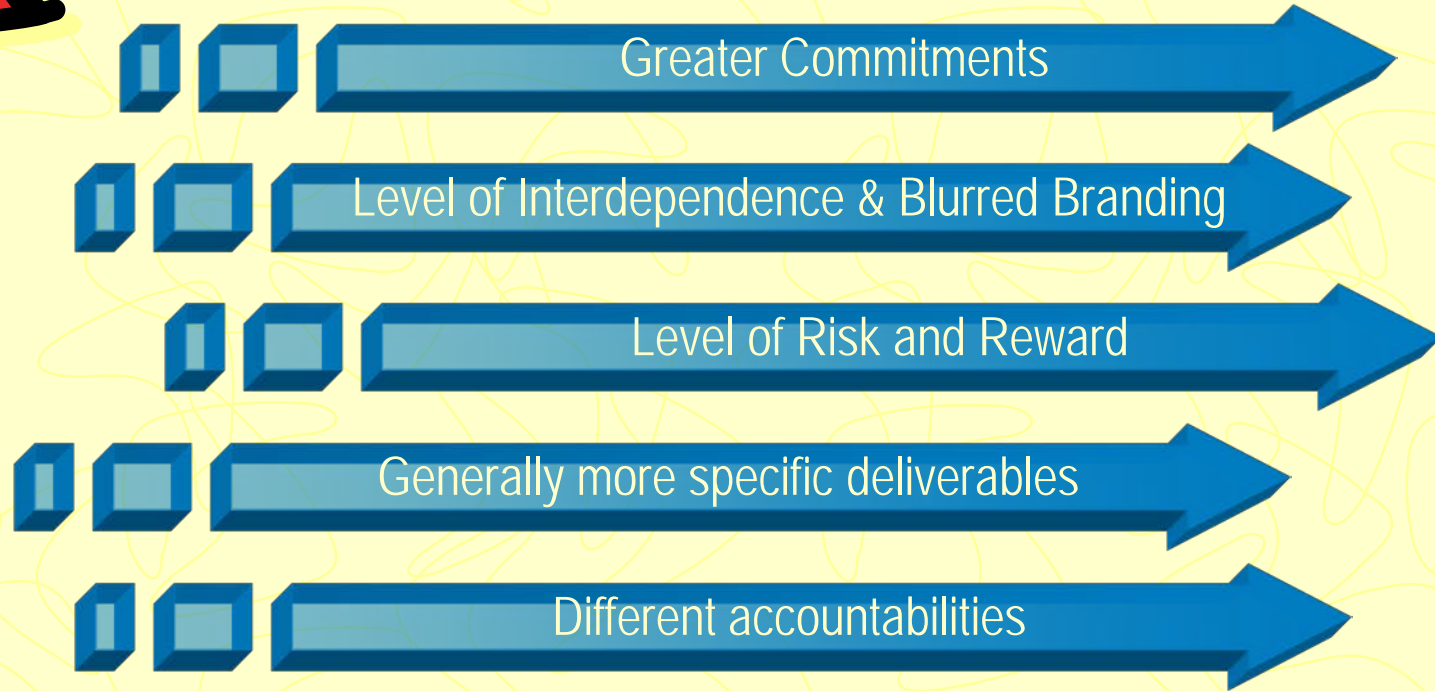 Greater Commitments
Level of Interdependence & Blurred Branding
Level of Risk and Reward
Generally more specific deliverables
Different accountabilities